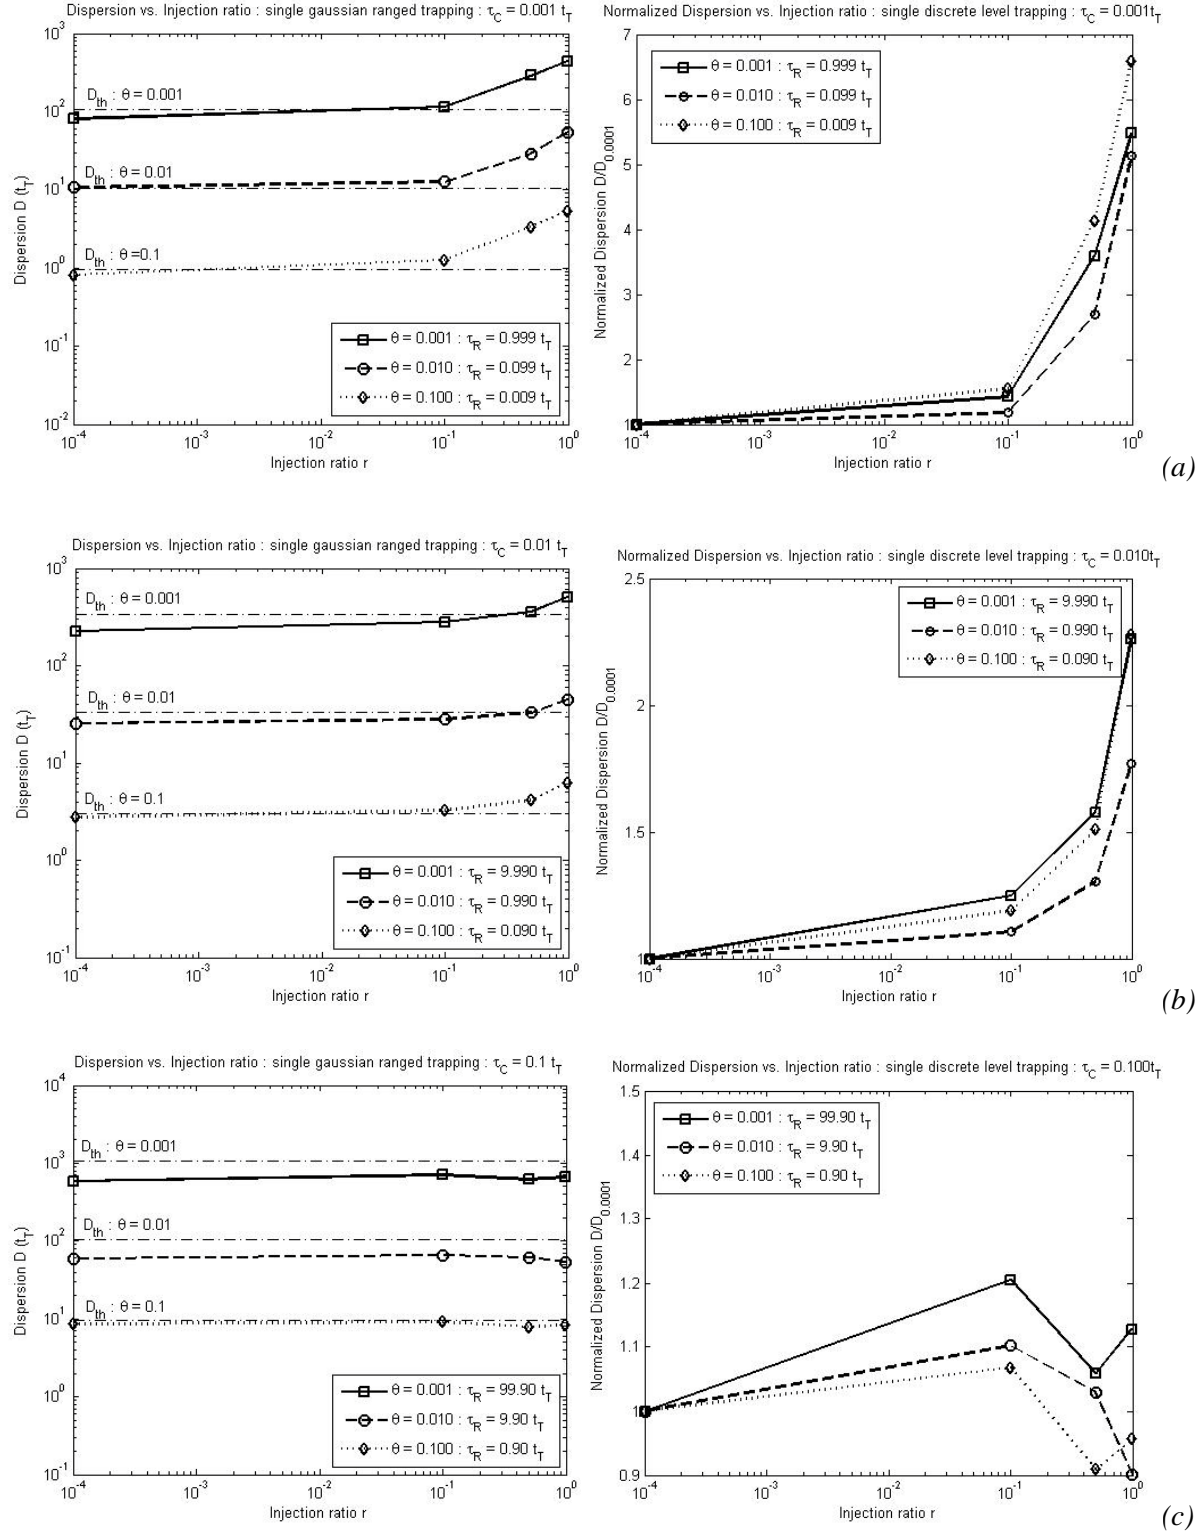 Dispersion vs. Injection ratio : single gaussian ranged trapping : τC = 0.001 tT
10^3
10^2
10^1
10^0
10^-1
10^-2
Dispersion D (tT)
Dth : θ = 0.001
Dth : θ = 0.01
Dth : θ =0.1
θ = 0.001 : τR = 0.999 tT
θ = 0.010 : τR = 0.099 tT
θ = 0.100 : τR = 0.009 tT
10^-4 10^-3 10^-2 10^-1 10^0
Injection ratio r
Normalized Dispersion vs. Injection ratio : single discrete level trapping : τC = 0.001tT
7
6
5
4
3
2
1
Normalized Dispersion D/D0.0001
θ = 0.001 : τR = 0.999 tT
θ = 0.010 : τR = 0.099 tT
θ = 0.100 : τR = 0.009 tT
10^-4 10^-3 10^-2 10^-1 10^0
Injection ratio r
(a)
Dispersion vs. Injection ratio : single gaussian ranged trapping : τC = 0.01 tT
10^3
10^2
10^1
10^0
10^-1
Dispersion D (tT)
Dth : θ = 0.001
Dth : θ = 0.01
Dth : θ = 0.1
θ = 0.001 : τR = 9.990 tT
θ = 0.010 : τR = 0.990 tT
θ = 0.100 : τR = 0.090 tT
10^-4 10^-3 10^-2 10^-1 10^0
Injection ratio r
Normalized Dispersion vs. Injection ratio : single discrete level trapping : τC = 0.010tT
2.5
2
1.5
1
Normalized Dispersion D/D0.0001
θ = 0.001 : τR = 9.990 tT
θ = 0.010 : τR = 0.990 tT
θ = 0.100 : τR = 0.090 tT
10^-4 10^-3 10^-2 10^-1 10^0
Injection ratio r
(b)
Dispersion vs. Injection ratio : single gaussian ranged trapping : τC = 0.1 tT
10^4
10^3
10^2
10^1
10^0
10^-1
Dispersion D (tT)
Dth : θ = 0.001
Dth : θ = 0.01
Dth : θ = 0.1
θ = 0.001 : τR = 99.90 tT
θ = 0.010 : τR = 9.90 tT
θ = 0.100 : τR = 0.90 tT
10^-4 10^-3 10^-2 10^-1 10^0
Injection ratio r
Normalized Dispersion vs. Injection ratio : single discrete level trapping : τC = 0.100tT
1.5
1.4
1.3
1.2
1.1
1
0.9
Normalized Dispersion D/D0.0001
θ = 0.001 : τR = 99.90 tT
θ = 0.010 : τR = 9.90 tT
θ = 0.100 : τR = 0.90 tT
10^-4 10^-3 10^-2 10^-1 10^0
Injection ratio r
(c)